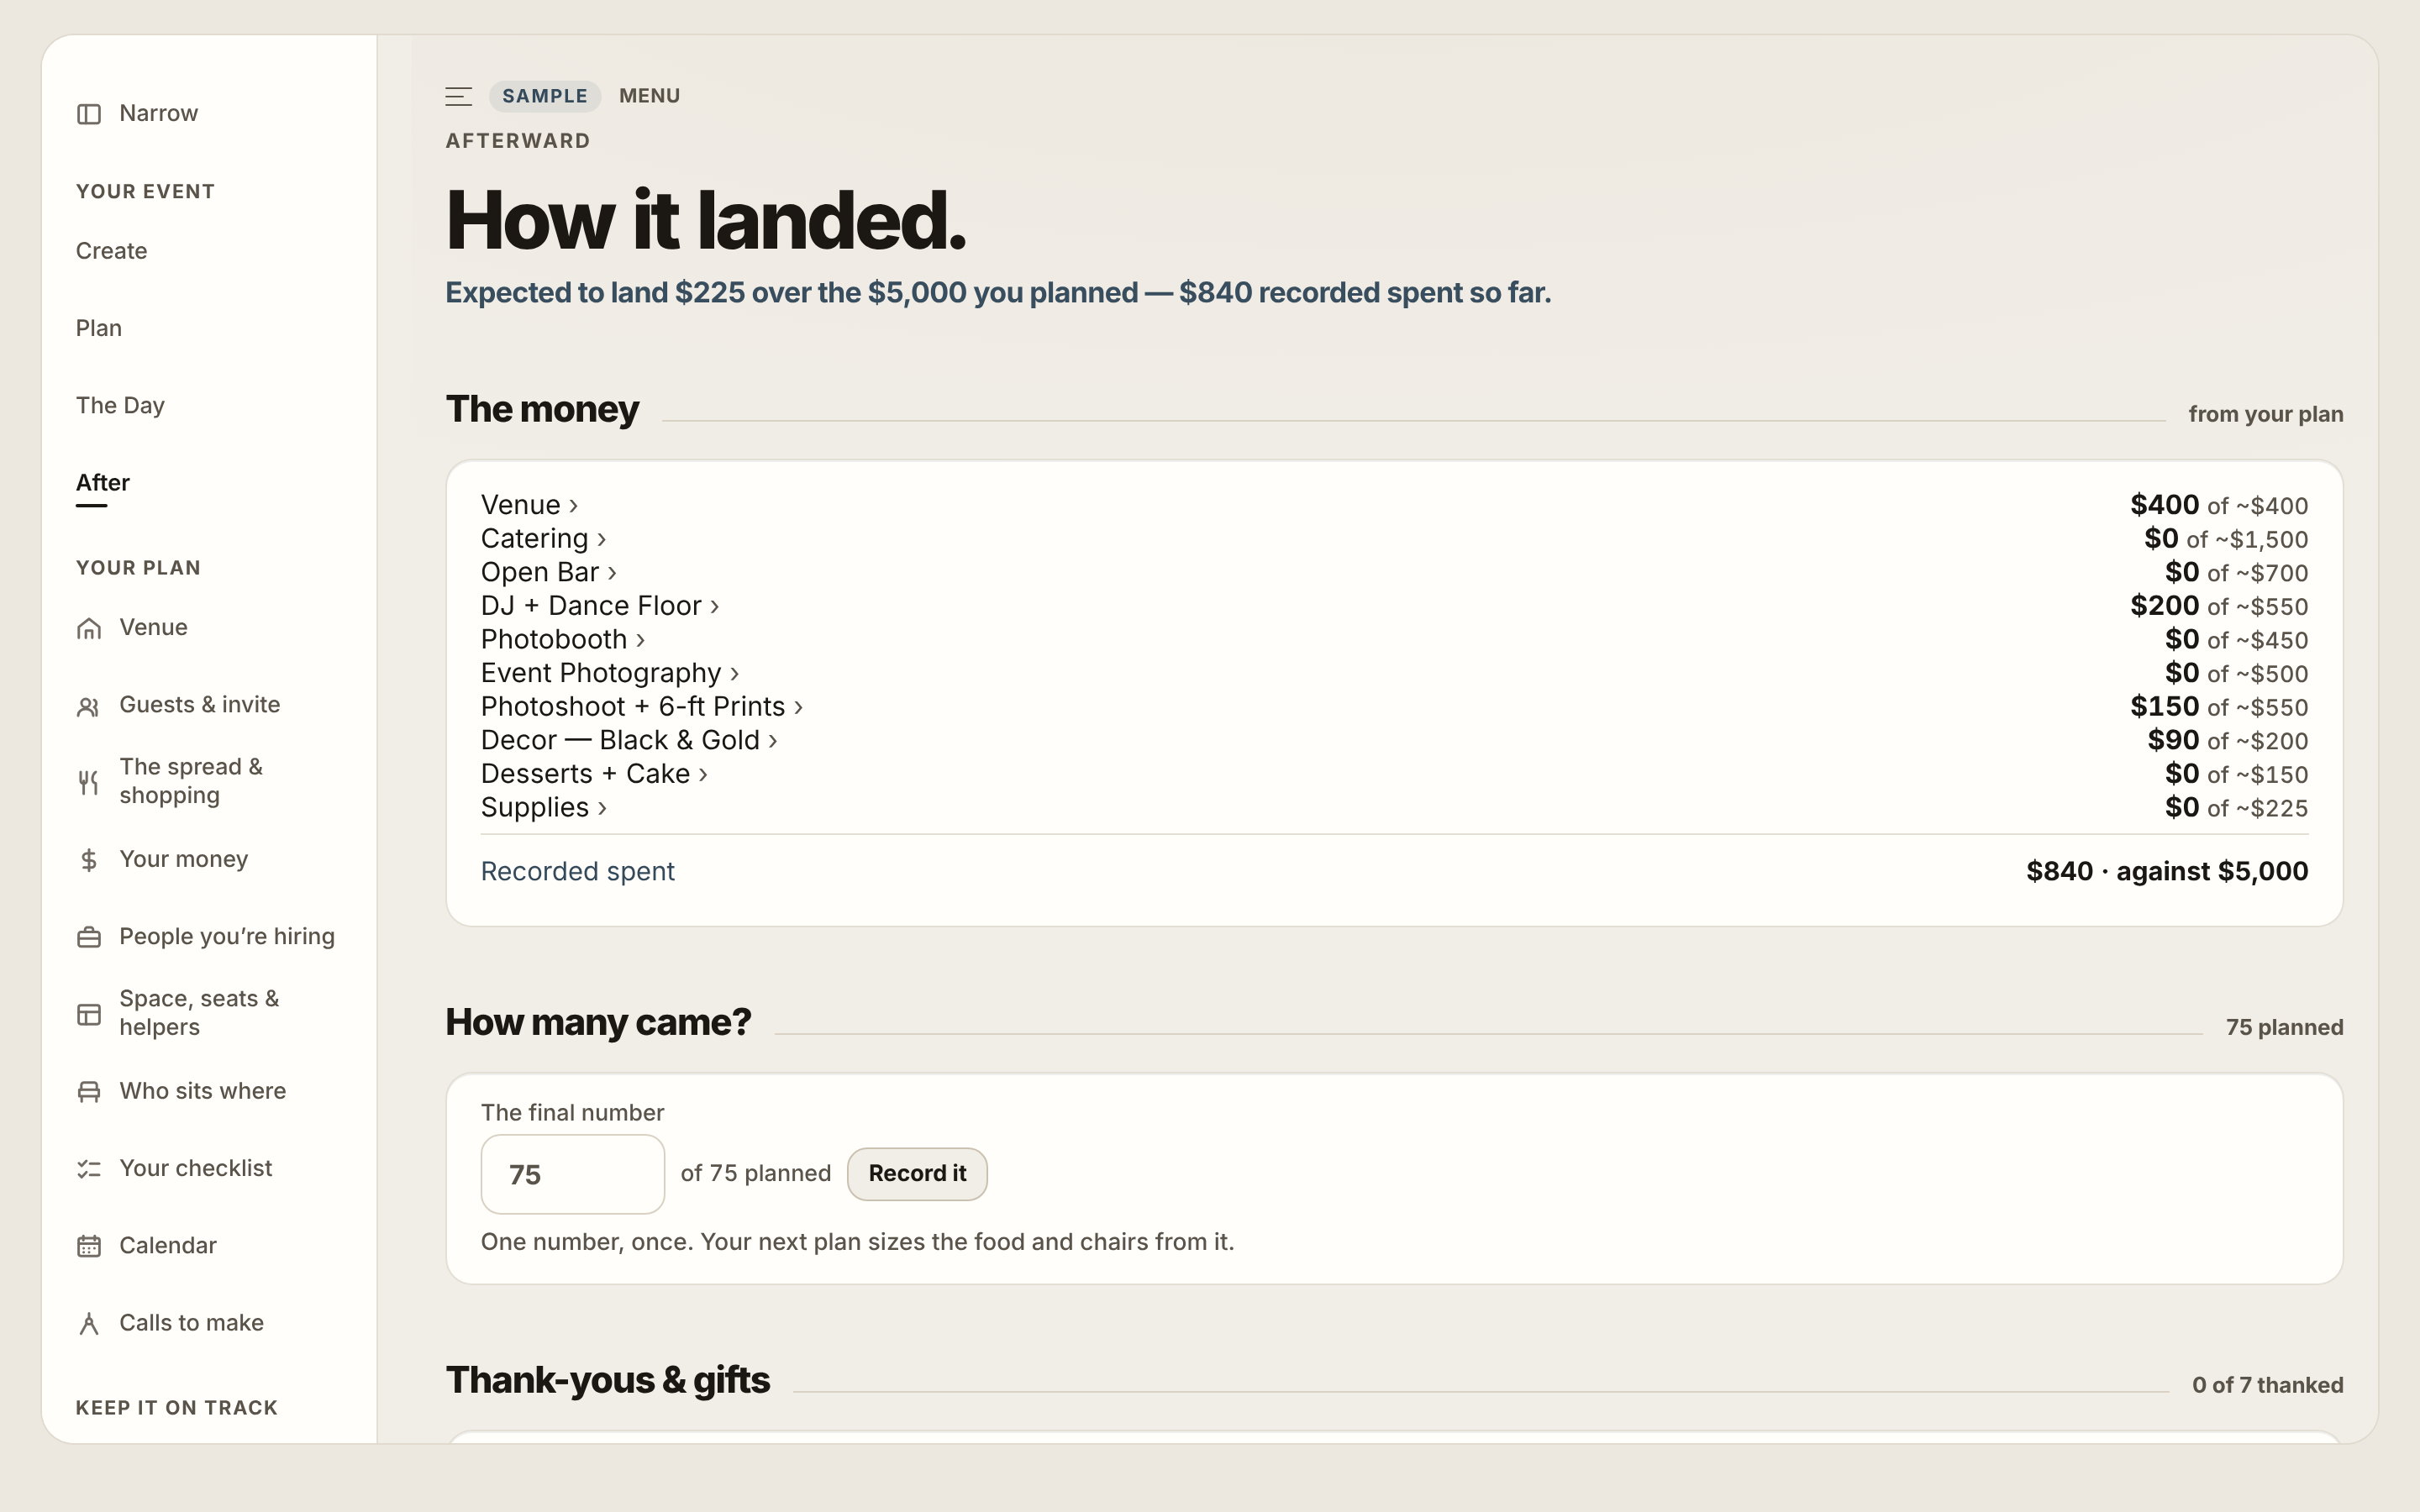 Narrow
YOUR EVENT
Create
Plan
The Day
After
YOUR PLAN
Venue
Guests & invite
The spread &
shopping
Your money
People you’re hiring
Space, seats &
helpers
Who sits where
Your checklist
Calendar
Calls to make
KEEP IT ON TRACK
SAMPLE MENU
AFTERWARD
How it landed.
Expected to land $225 over the $5,000 you planned — $840 recorded spent so far.
The money from your plan
Venue › $400 of ~$400
Catering › $0 of ~$1,500
Open Bar › $0 of ~$700
DJ + Dance Floor › $200 of ~$550
Photobooth › $0 of ~$450
Event Photography › $0 of ~$500
Photoshoot + 6-ft Prints › $150 of ~$550
Decor — Black & Gold › $90 of ~$200
Desserts + Cake › $0 of ~$150
Supplies › $0 of ~$225
Recorded spent $840 · against $5,000
How many came? 75 planned
The final number
75 of 75 planned Record it
One number, once. Your next plan sizes the food and chairs from it.
Thank-yous & gifts 0 of 7 thanked